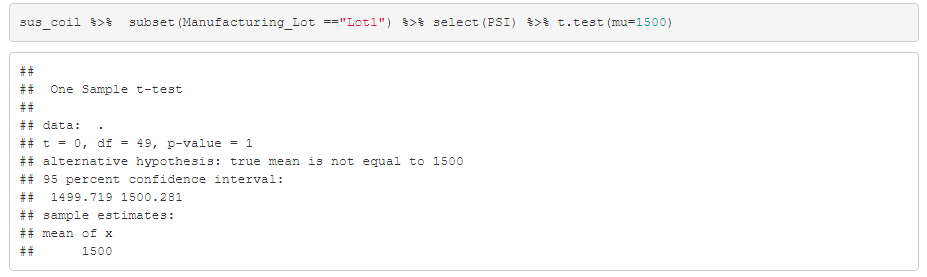 sus_coil %>%  subset(Manufacturing_Lot =="Lot1") %>% select(PSI) %>% t.test(mu=1500)
##
##  One Sample t-test
##
## data:  .
## t = 0, df = 49, p-value = 1
## alternative hypothesis: true mean is not equal to 1500
## 95 percent confidence interval:
##  1499.719 1500.281
## sample estimates:
## mean of x
##      1500